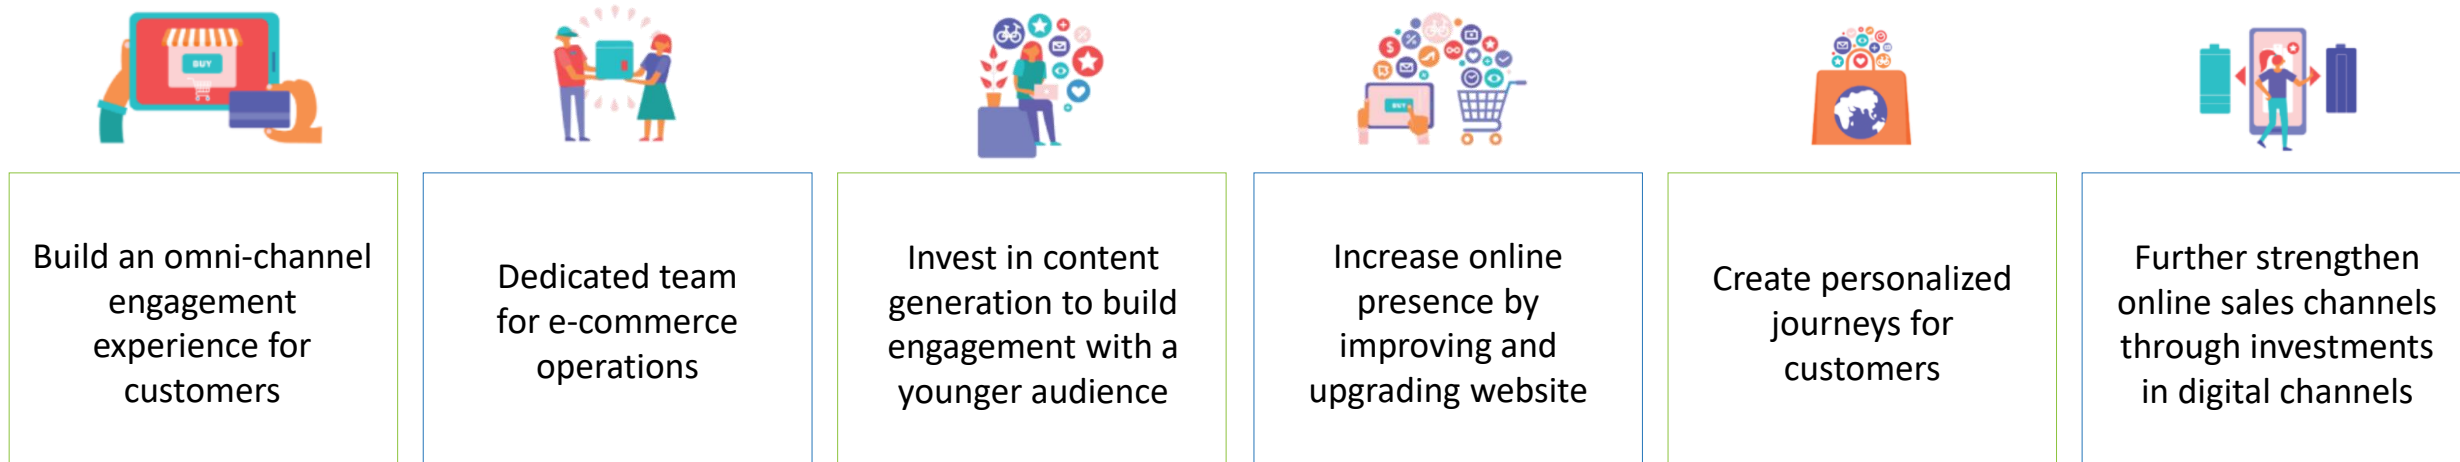 BUY
BUY
$
%
%
Build an omni-channel
engagement
experience for
customers
Dedicated team
for e-commerce
operations
Invest in content
generation to build
engagement with a
younger audience
Increase online
presence by
improving and
upgrading website
Create personalized
journeys for
customers
Further strengthen
online sales channels
through investments
in digital channels